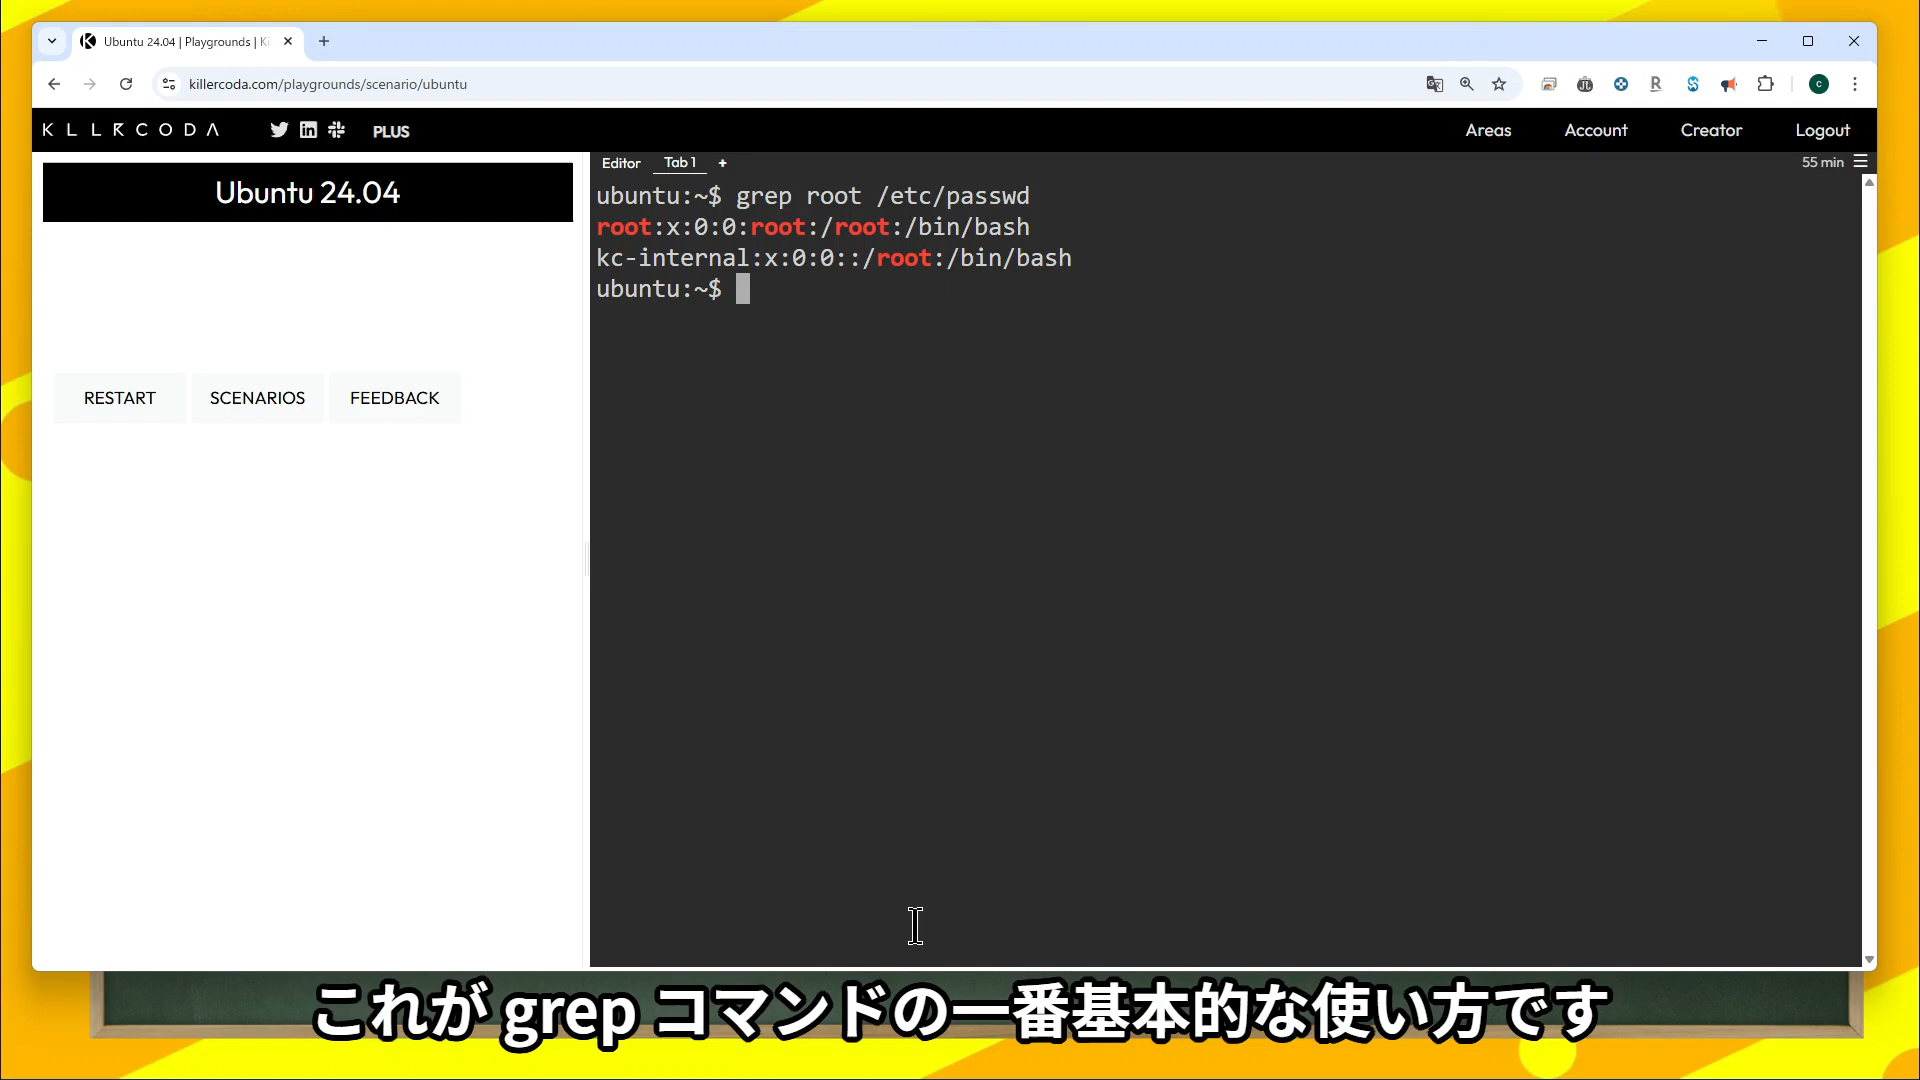 Ubuntu 24.04 | Playgrounds | Ki
killercoda.com/playgrounds/scenario/ubuntu
KLLRCODA PLUS Areas Account Creator Logout
Editor Tab 1 + 55 min
Ubuntu 24.04
RESTART SCENARIOS FEEDBACK
ubuntu:~$ grep root /etc/passwd
root:x:0:0:root:/root:/bin/bash
kc-internal:x:0:0::/root:/bin/bash
ubuntu:~$
これが grep コマンドの一番基本的な使い方です